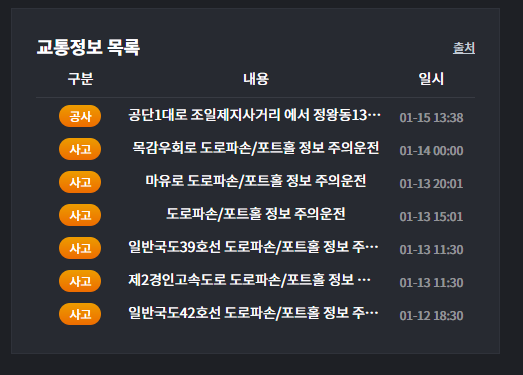 교통정보 목록 출처
구분 내용 일시
공사 공단1대로 조일제지사거리 에서 정왕동13··· 01-15 13:38
사고 목감우회로 도로파손/포트홀 정보 주의운전 01-14 00:00
사고 마유로 도로파손/포트홀 정보 주의운전 01-13 20:01
사고 도로파손/포트홀 정보 주의운전 01-13 15:01
사고 일반국도39호선 도로파손/포트홀 정보 주··· 01-13 11:30
사고 제2경인고속도로 도로파손/포트홀 정보 ··· 01-13 11:30
사고 일반국도42호선 도로파손/포트홀 정보 주··· 01-12 18:30